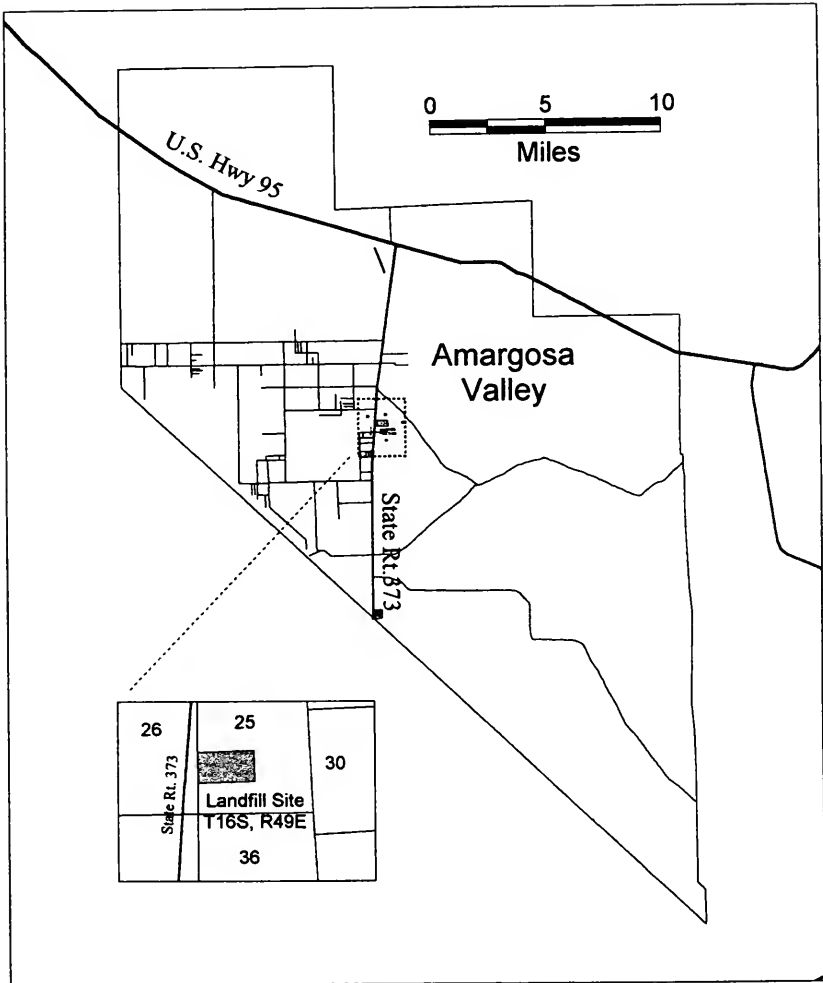 0 5 10
Miles
U.S. Hwy 95
Amargosa
Valley
State Rt. 373
26 25 30
State Rt. 373
Landfill Site
T16S, R49E
36